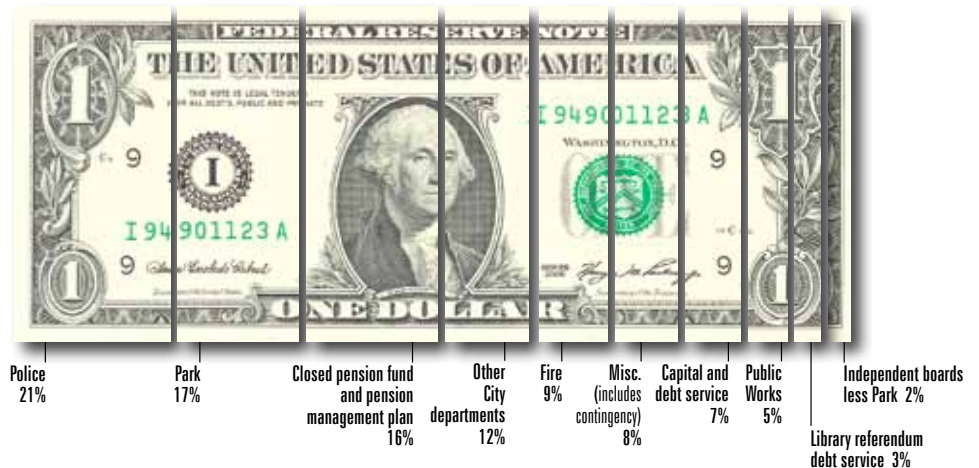 FEDERAL RESERVE NOTE
THE UNITED STATES OF AMERICA
THIS NOTE IS LEGAL TENDER
FOR ALL DEBTS, PUBLIC AND PRIVATE
I 94901123 A
WASHINGTON, D.C.
1
1
9
9
I
ONE
I 94901123 A
9
9
1
1
ONE DOLLAR
Police
21%
Park
17%
Closed pension fund
and pension
management plan
16%
Other
City
departments
12%
Fire
9%
Misc.
(includes
contingency)
8%
Capital and
debt service
7%
Public
Works
5%
Library referendum
debt service 3%
Independent boards
less Park 2%